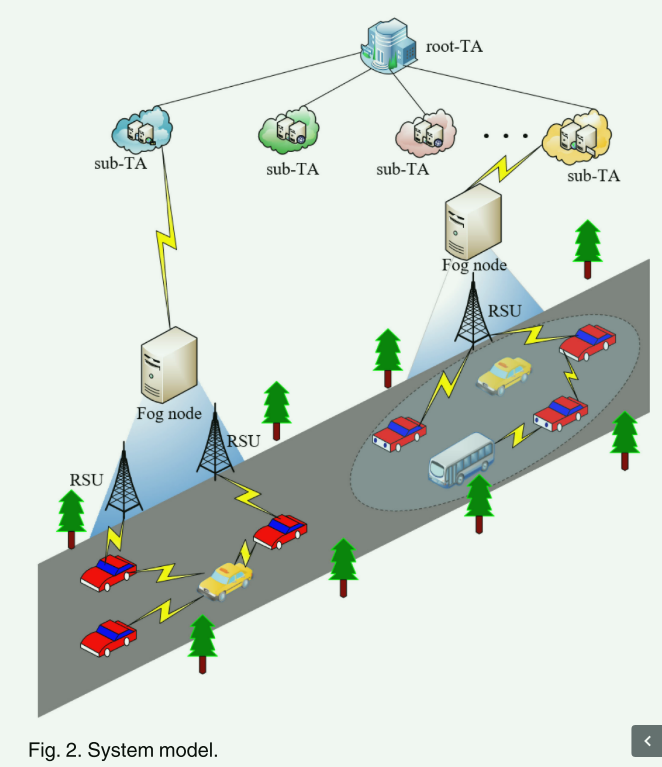 root-TA
sub-TA
sub-TA
sub-TA
. . .
sub-TA
Fog node
RSU
Fog node
RSU
RSU
Fig. 2. System model.